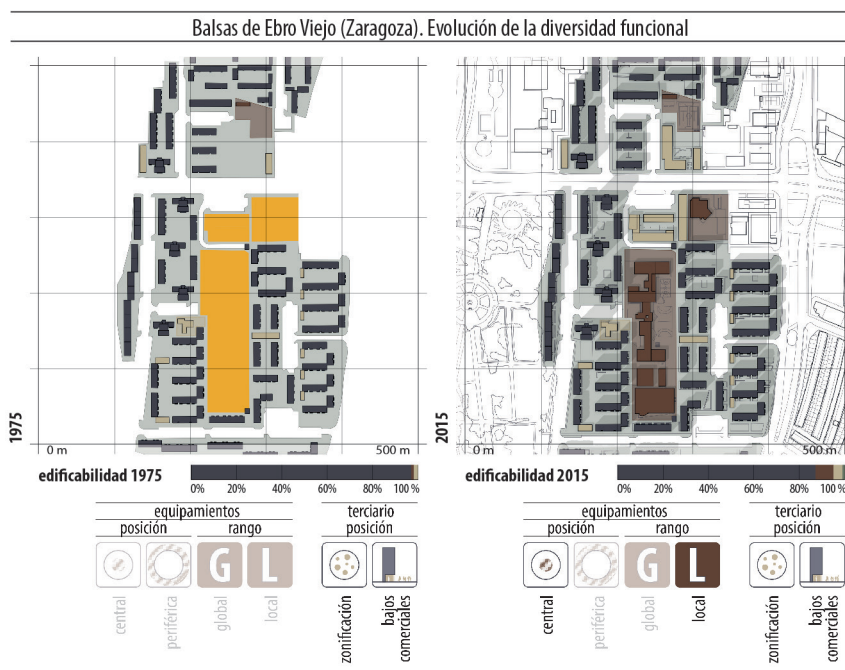 Balsas de Ebro Viejo (Zaragoza). Evolución de la diversidad funcional
1975
0 m
500 m
edificabilidad 1975
0%
20%
40%
60%
80%
100 %
equipamientos
posición
rango
terciario
posición
G
L
central
periférica
global
local
zonificación
bajos
comerciales
2015
0 m
500 m
edificabilidad 2015
0%
20%
40%
60%
80%
100 %
equipamientos
posición
rango
terciario
posición
G
L
central
periférica
global
local
zonificación
bajos
comerciales